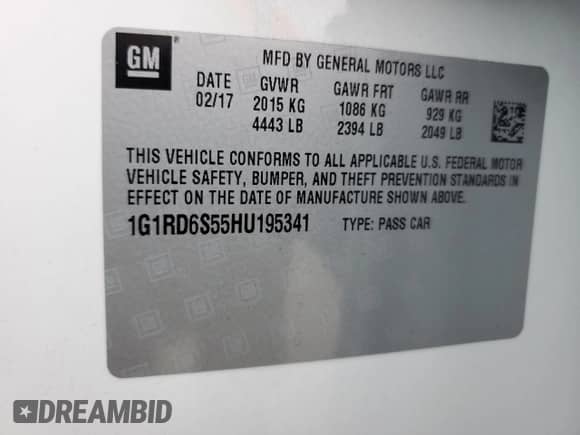 GM
MFD BY GENERAL MOTORS LLC
DATE GVWR GAWR FRT GAWR RR
02/17 2015 KG 1086 KG 929 KG
4443 LB 2394 LB 2049 LB
THIS VEHICLE CONFORMS TO ALL APPLICABLE U.S. FEDERAL MOTOR
VEHICLE SAFETY, BUMPER, AND THEFT PREVENTION STANDARDS IN
EFFECT ON THE DATE OF MANUFACTURE SHOWN ABOVE.
1G1RD6S55HU195341 TYPE: PASS CAR
DREAMBID